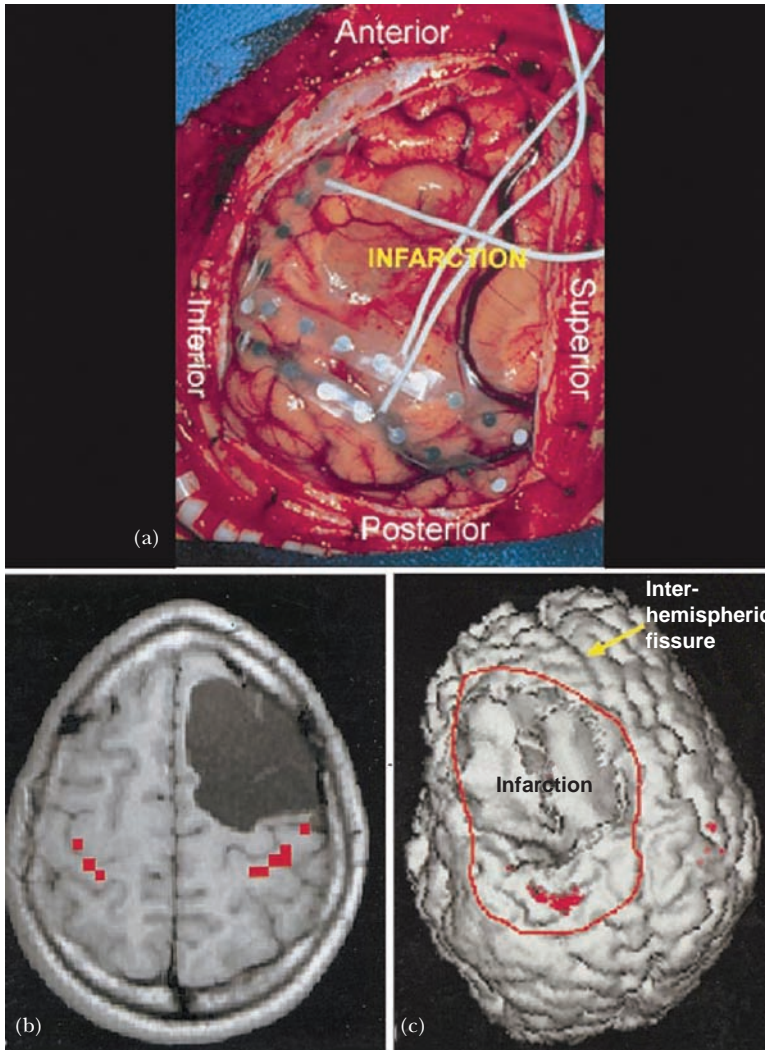 Anterior
INFARCTION
Inferior
Superior
Posterior
(a)
Inter-
hemispheric
fissure
Infarction
(b)
(c)